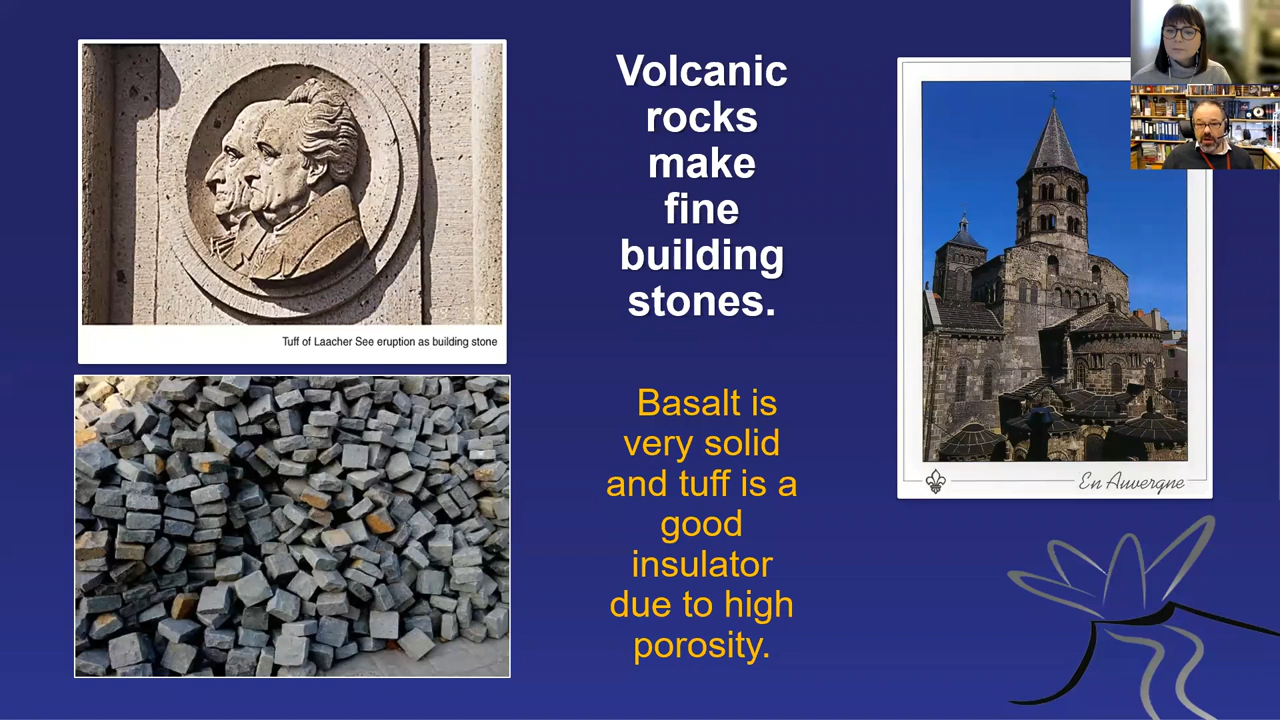 Tuff of Laacher See eruption as building stone
Volcanic
rocks
make
fine
building
stones.
Basalt is
very solid
and tuff is a
good
insulator
due to high
porosity.
En Auvergne